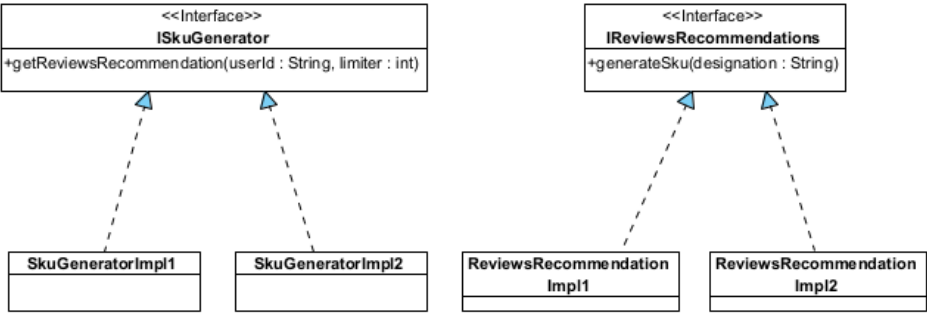 <<Interface>>
ISkuGenerator
+getReviewsRecommendation(userId : String, limiter : int)
<<Interface>>
IReviewsRecommendations
+generateSku(designation : String)
SkuGeneratorImpl1
SkuGeneratorImpl2
ReviewsRecommendation
Impl1
ReviewsRecommendation
Impl2